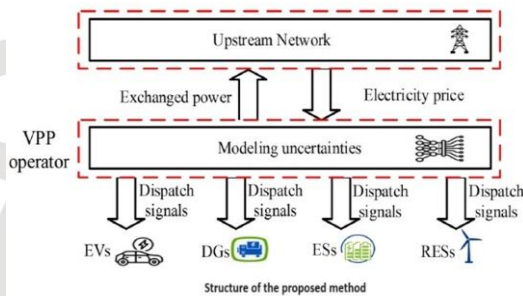 Upstream Network
Exchanged power
Electricity price
VPP
operator
Modeling uncertainties
Dispatch
signals
Dispatch
signals
Dispatch
signals
Dispatch
signals
EVs
DGs
ESs
RESs
Structure of the proposed method